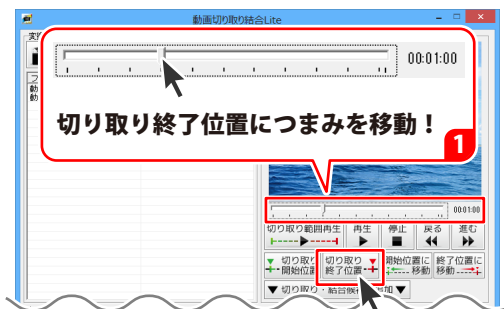 動画切り取り結合Lite
00:01:00
切り取り終了位置につまみを移動！
1
00:01:00
切り取り範囲再生 再生 停止 戻る 進む
切り取り 切り取り 開始位置に 終了位置に
開始位置 終了位置 移動 移動
▼ 切り取り・結合候補